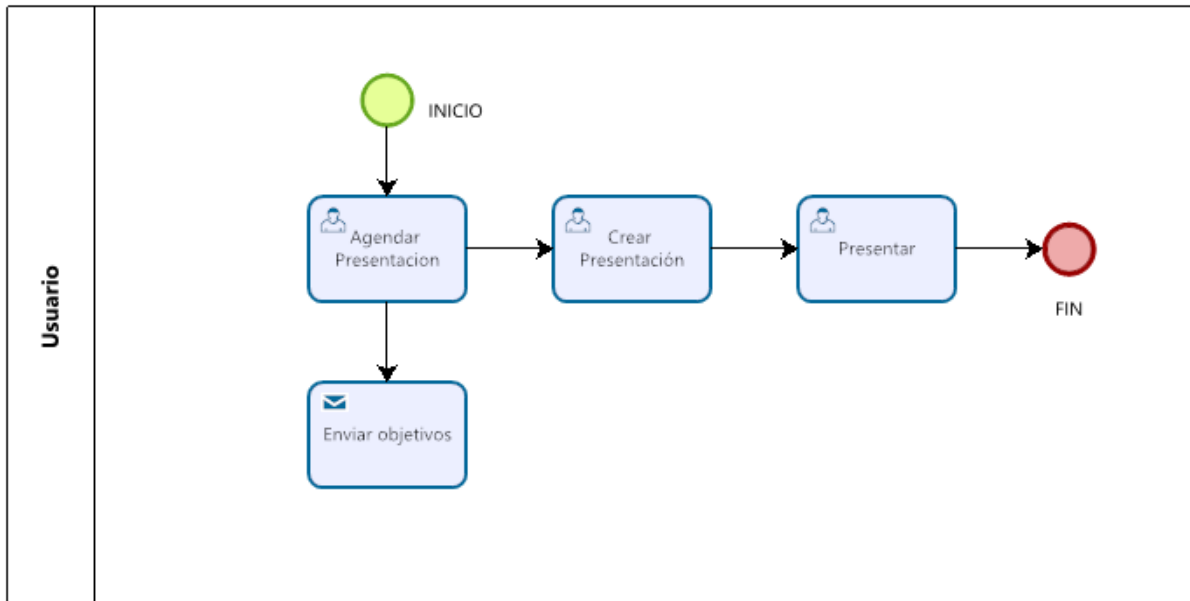 Usuario
INICIO
Agendar
Presentacion
Crear
Presentación
Presentar
FIN
Enviar objetivos